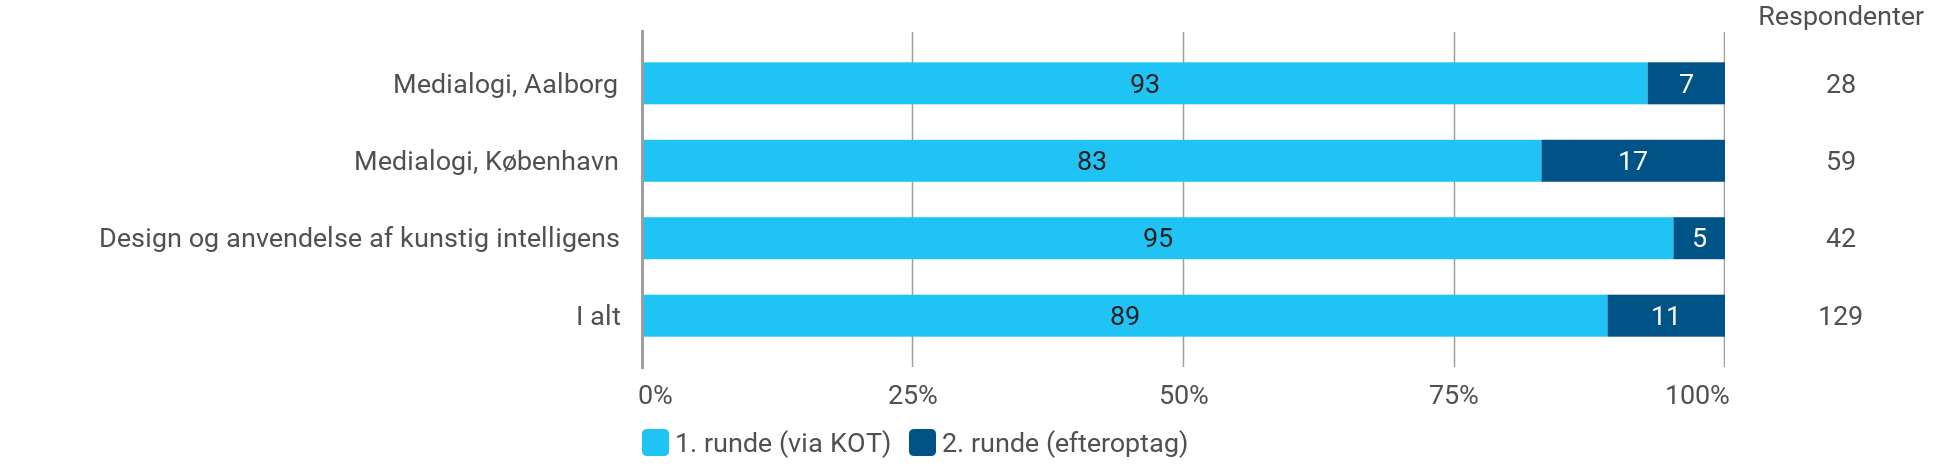 Respondenter
Medialogi, Aalborg 93 7 28
Medialogi, København 83 17 59
Design og anvendelse af kunstig intelligens 95 5 42
I alt 89 11 129
0% 25% 50% 75% 100%
1. runde (via KOT) 2. runde (efteroptag)